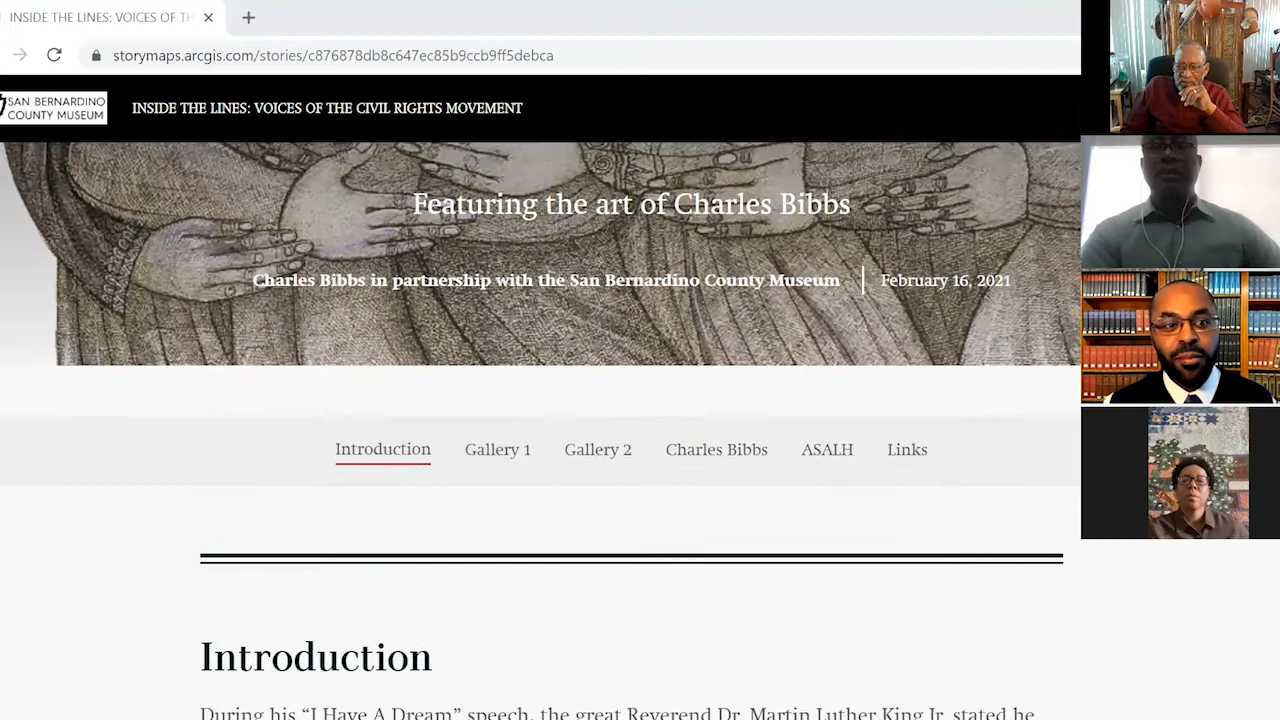 INSIDE THE LINES: VOICES OF TH
storymaps.arcgis.com/stories/c876878db8c647ec85b9ccb9ff5debca
SAN BERNARDINO
COUNTY MUSEUM
INSIDE THE LINES: VOICES OF THE CIVIL RIGHTS MOVEMENT
Featuring the art of Charles Bibbs
Charles Bibbs in partnership with the San Bernardino County Museum
February 16, 2021
Introduction Gallery 1 Gallery 2 Charles Bibbs ASALH Links
Introduction
During his “I Have A Dream” speech, the great Reverend Dr. Martin Luther King Jr. stated he